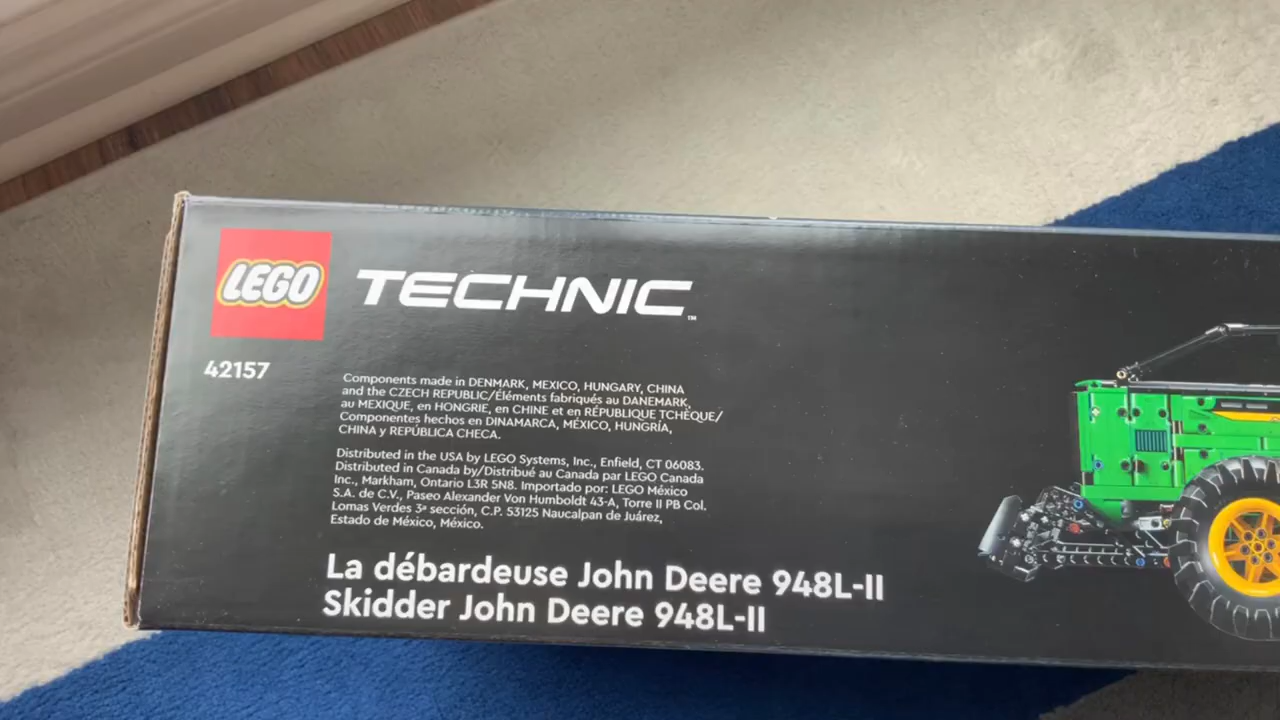 LEGO
TECHNIC™
42157
Components made in DENMARK, MEXICO, HUNGARY, CHINA
and the CZECH REPUBLIC/Éléments fabriqués au DANEMARK,
au MEXIQUE, en HONGRIE, en CHINE et en RÉPUBLIQUE TCHÈQUE/
Componentes hechos en DINAMARCA, MÉXICO, HUNGRÍA,
CHINA y REPÚBLICA CHECA.
Distributed in the USA by LEGO Systems, Inc., Enfield, CT 06083.
Distributed in Canada by/Distribué au Canada par LEGO Canada
Inc., Markham, Ontario L3R 5N8. Importado por: LEGO México
S.A. de C.V., Paseo Alexander Von Humboldt 43-A, Torre II PB Col.
Lomas Verdes 3ª sección, C.P. 53125 Naucalpan de Juárez,
Estado de México, México.
La débardeuse John Deere 948L-II
Skidder John Deere 948L-II